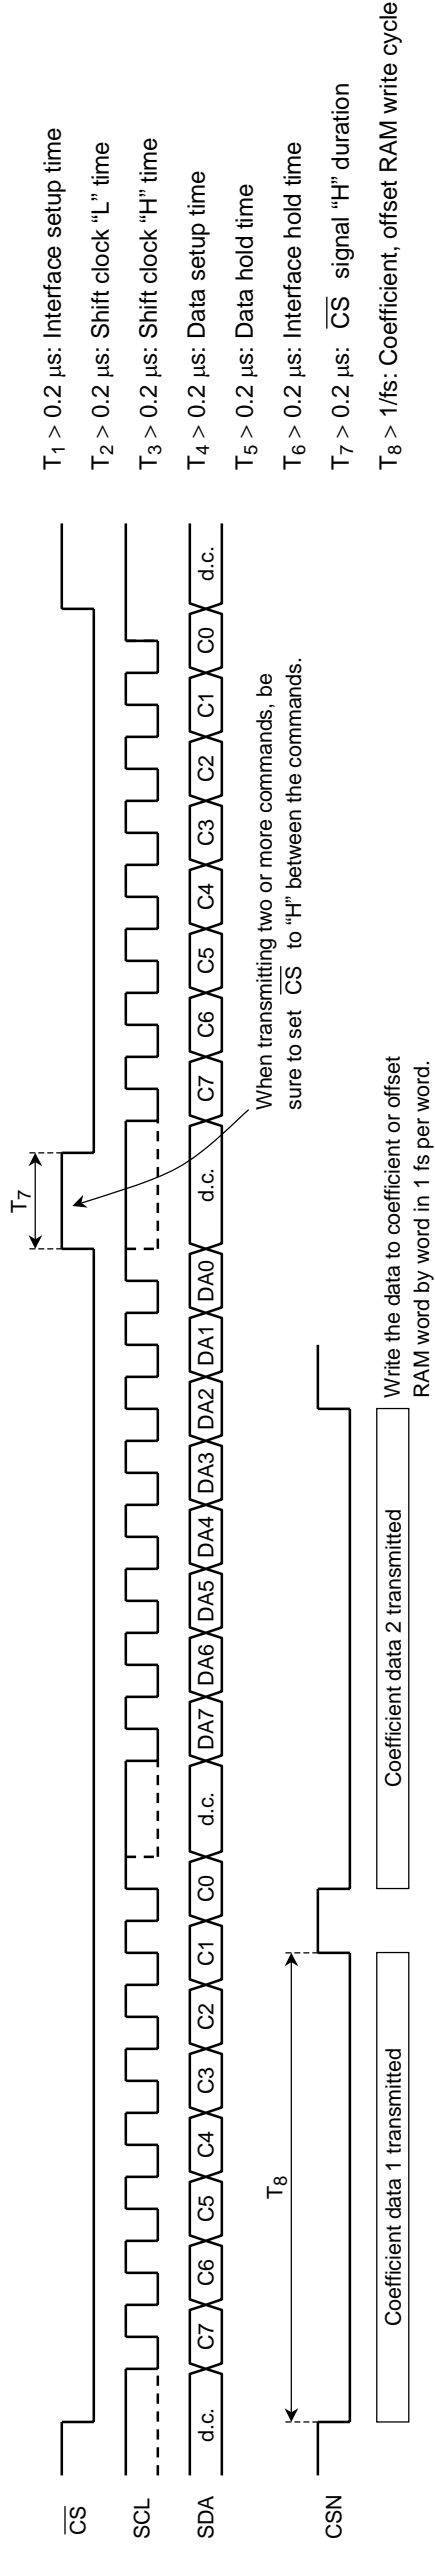 T7
CS
SCL
SDA
d.c. C7 C6 C5 C4 C3 C2 C1 C0 d.c. DA7 DA6 DA5 DA4 DA3 DA2 DA1 DA0 d.c. C7 C6 C5 C4 C3 C2 C1 C0 d.c.
When transmitting two or more commands, be
sure to set CS to “H” between the commands.
T8
CSN
Coefficient data 1 transmitted
Coefficient data 2 transmitted
Write the data to coefficient or offset
RAM word by word in 1 fs per word.
T1 > 0.2 μs: Interface setup time
T2 > 0.2 μs: Shift clock “L” time
T3 > 0.2 μs: Shift clock “H” time
T4 > 0.2 μs: Data setup time
T5 > 0.2 μs: Data hold time
T6 > 0.2 μs: Interface hold time
T7 > 0.2 μs: CS signal “H” duration
T8 > 1/fs: Coefficient, offset RAM write cycle